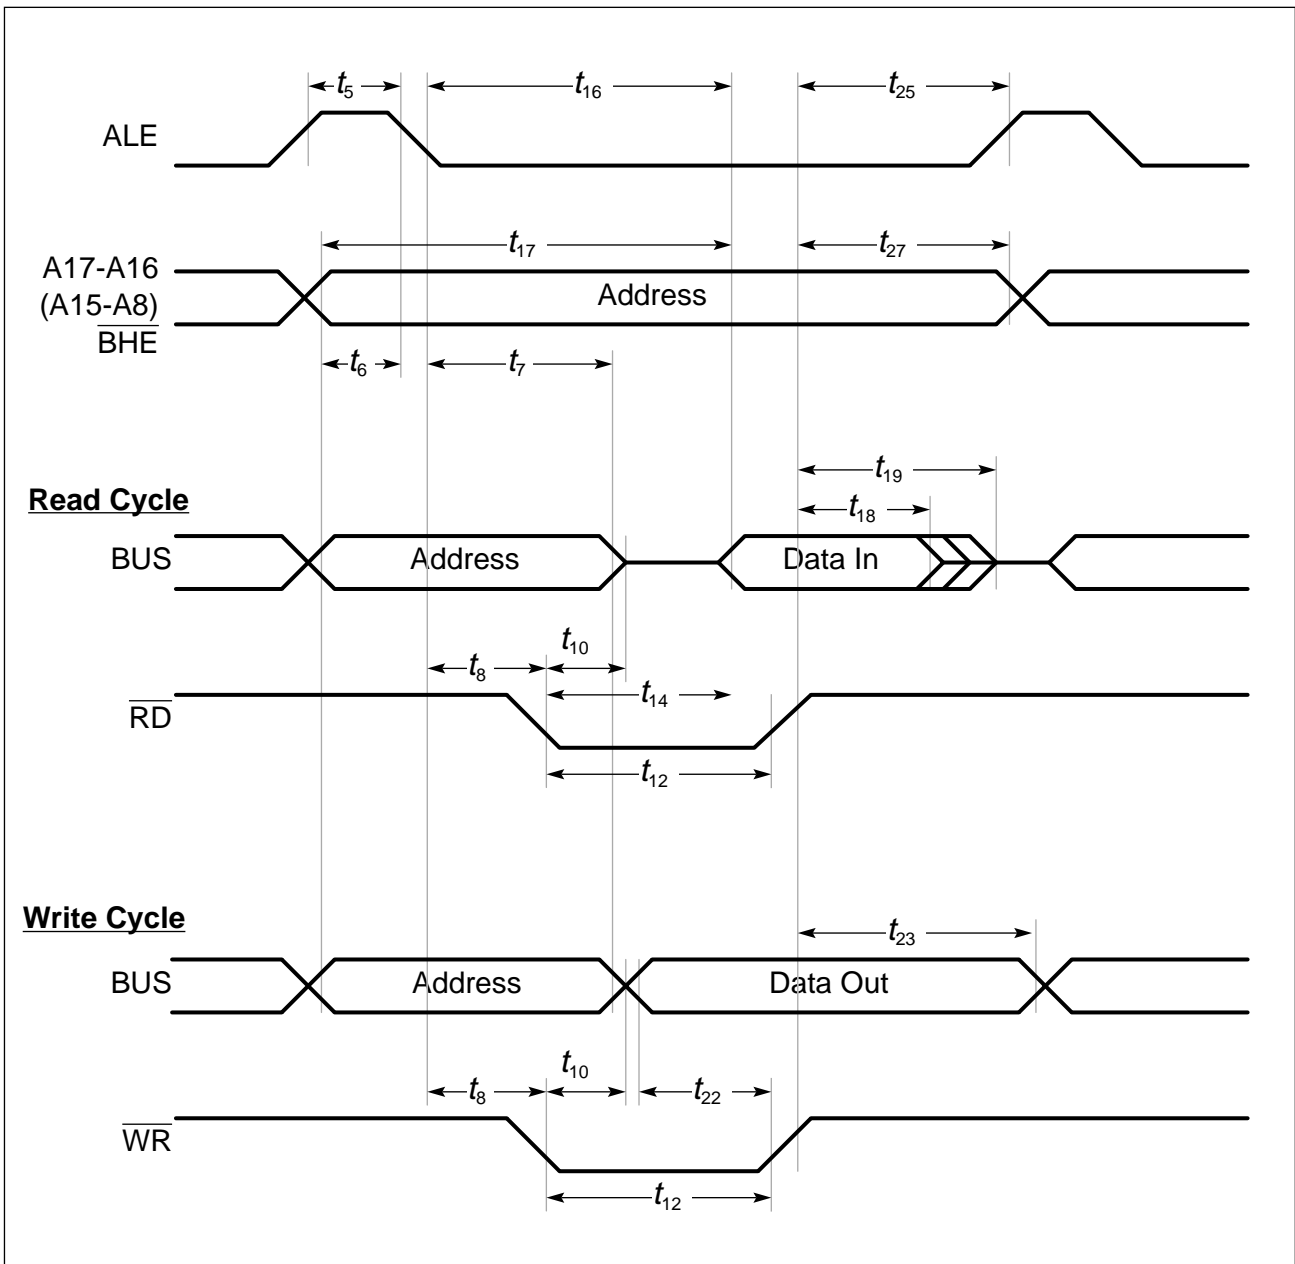 t5 t16 t25
ALE
t17 t27
A17-A16
(A15-A8)
BHE
Address
t6 t7
t19
t18
Read Cycle
BUS Address Data In
t10
t8
t14
RD
t12
Write Cycle
t23
BUS Address Data Out
t10
t8 t22
WR
t12